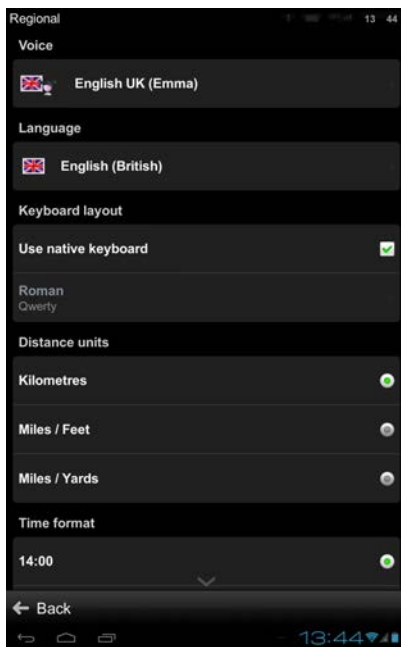 Regional 13 44
Voice
English UK (Emma)
Language
English (British)
Keyboard layout
Use native keyboard
Roman
Qwerty
Distance units
Kilometres
Miles / Feet
Miles / Yards
Time format
14:00
Back
13:44